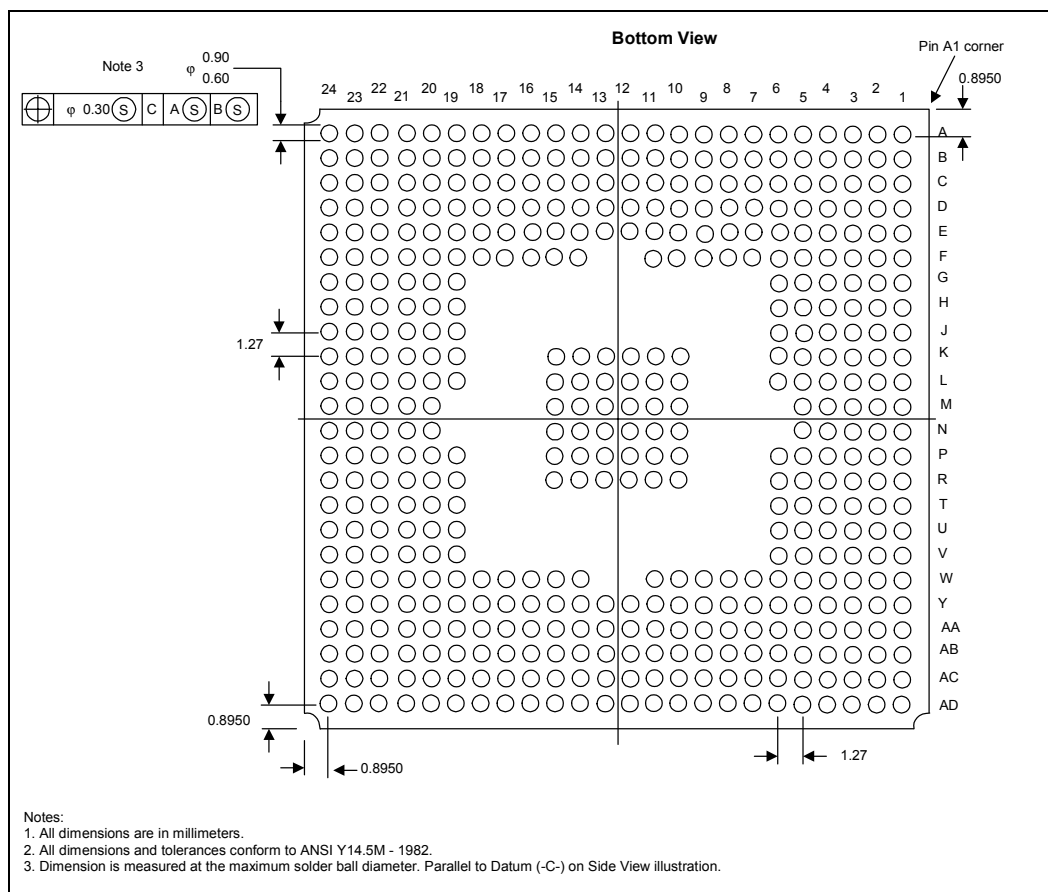 Bottom View
Pin A1 corner
Note 3
φ 0.90
0.60
0.8950
φ 0.30 Ⓢ C A Ⓢ B Ⓢ
24 23 22 21 20 19 18 17 16 15 14 13 12 11 10 9 8 7 6 5 4 3 2 1
A
B
C
D
E
F
G
H
J
1.27
K
L
M
N
P
R
T
U
V
W
Y
AA
AB
AC
AD
0.8950
1.27
0.8950
Notes:
1. All dimensions are in millimeters.
2. All dimensions and tolerances conform to ANSI Y14.5M - 1982.
3. Dimension is measured at the maximum solder ball diameter. Parallel to Datum (-C-) on Side View illustration.